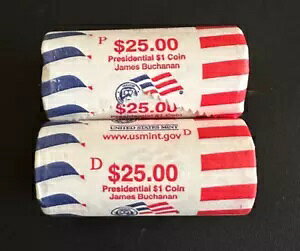 P
$25.00
Presidential $1 Coin
James Buchanan
$25.00
UNITED STATES MINT
www.usmint.gov D
D
$25.00
Presidential $1 Coin
James Buchanan